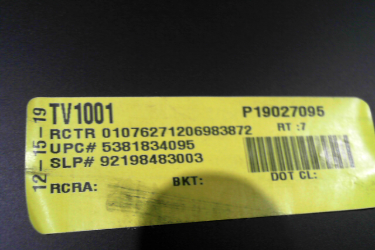 12-15-19
TV1001 P19027095
RCTR 01076271206983872 RT :7
UPC# 5381834095
SLP# 92198483003
RCRA: BKT: DOT CL: